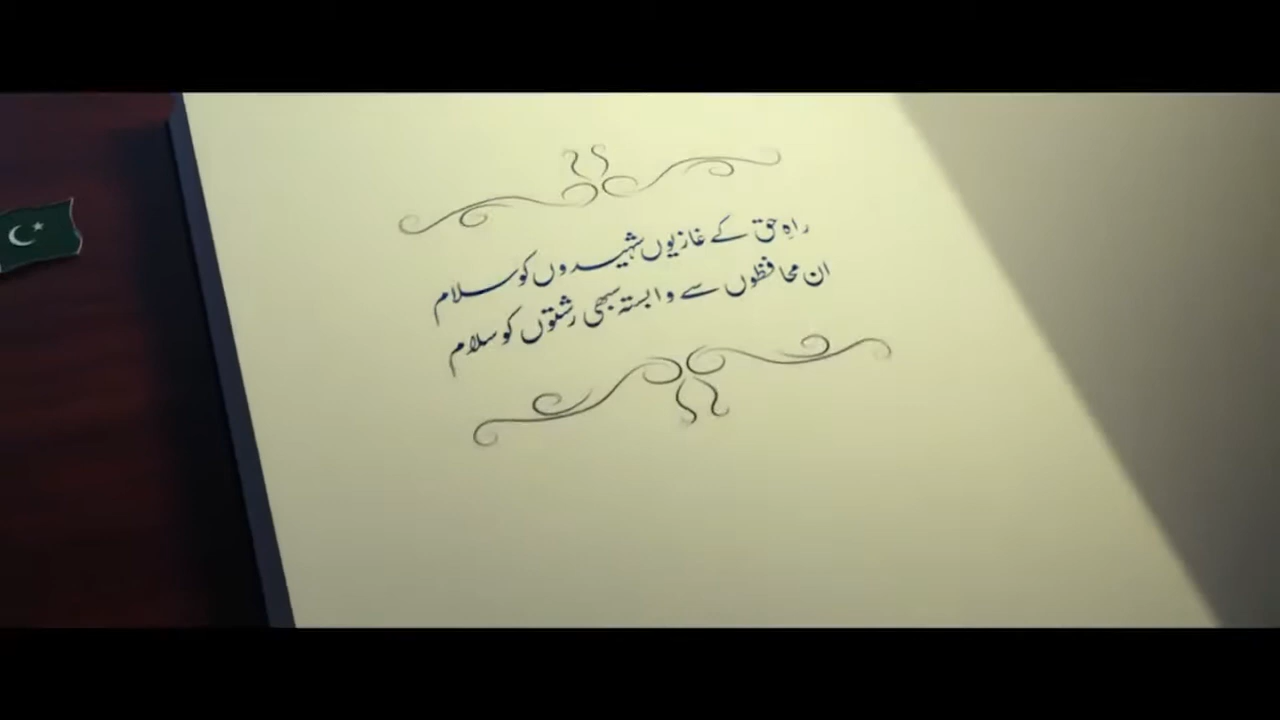 راہِ حق کے غازیوں شہیدوں کو سلام
ان محافظوں سے وابستہ سبھی رشتوں کو سلام